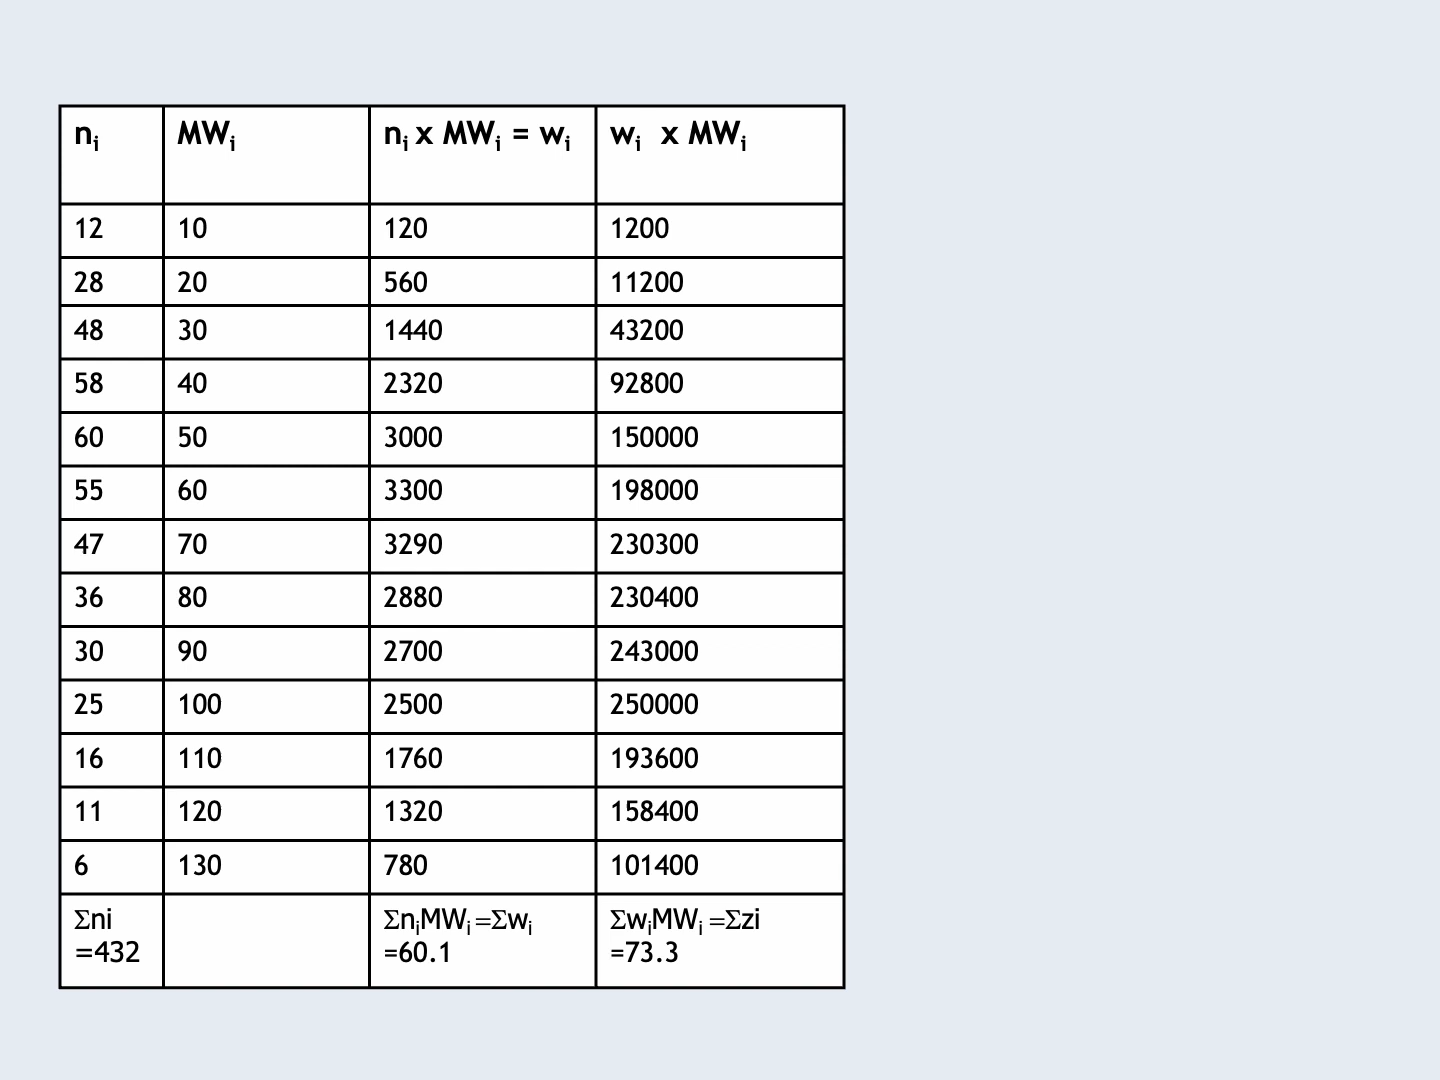 nᵢ MWᵢ nᵢ x MWᵢ = wᵢ wᵢ x MWᵢ
12 10 120 1200
28 20 560 11200
48 30 1440 43200
58 40 2320 92800
60 50 3000 150000
55 60 3300 198000
47 70 3290 230300
36 80 2880 230400
30 90 2700 243000
25 100 2500 250000
16 110 1760 193600
11 120 1320 158400
6 130 780 101400
Σni ΣnᵢMWᵢ =Σwᵢ ΣwᵢMWᵢ =Σzi
=432 =60.1 =73.3